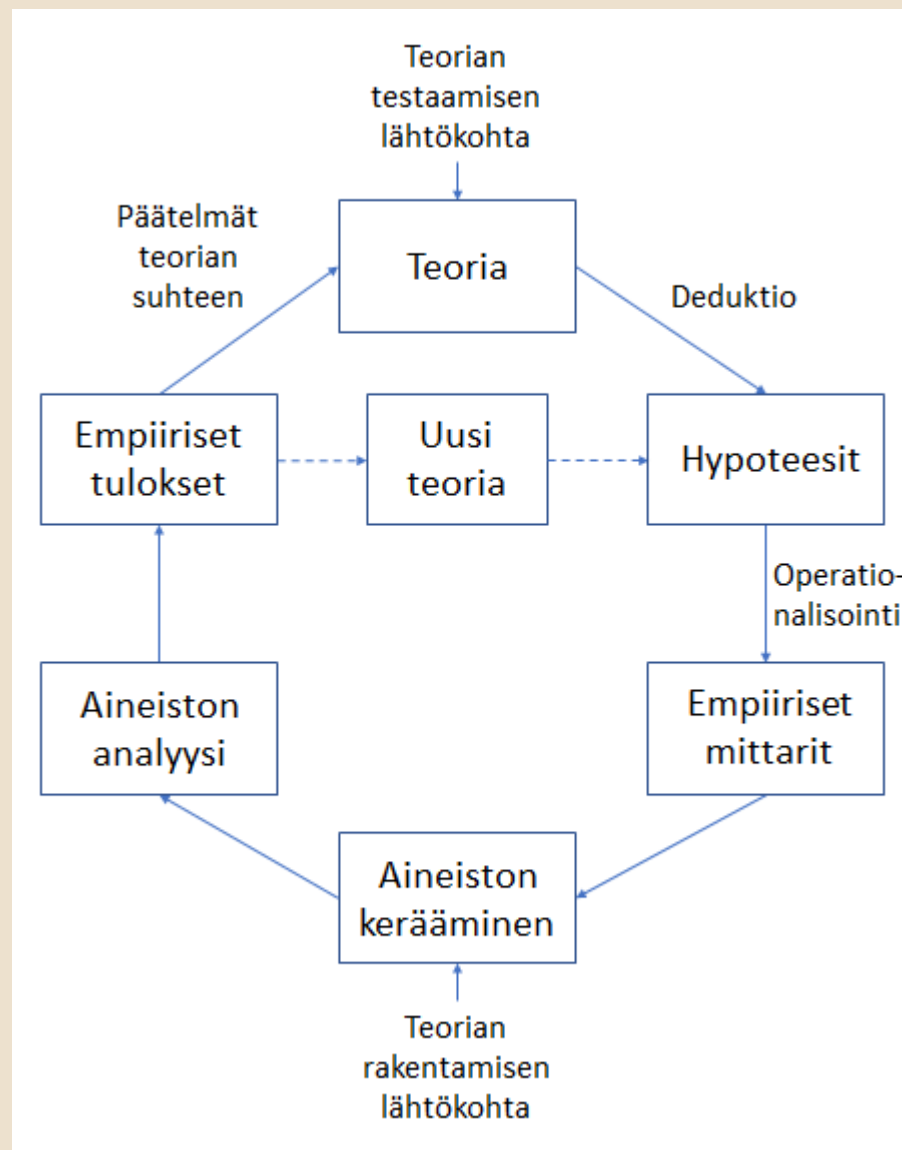 Teorian
testaamisen
lähtökohta
Päätelmät
teorian
suhteen
Teoria
Deduktio
Empiiriset
tulokset
Uusi
teoria
Hypoteesit
Operatio-
nalisointi
Aineiston
analyysi
Empiiriset
mittarit
Aineiston
kerääminen
Teorian
rakentamisen
lähtökohta